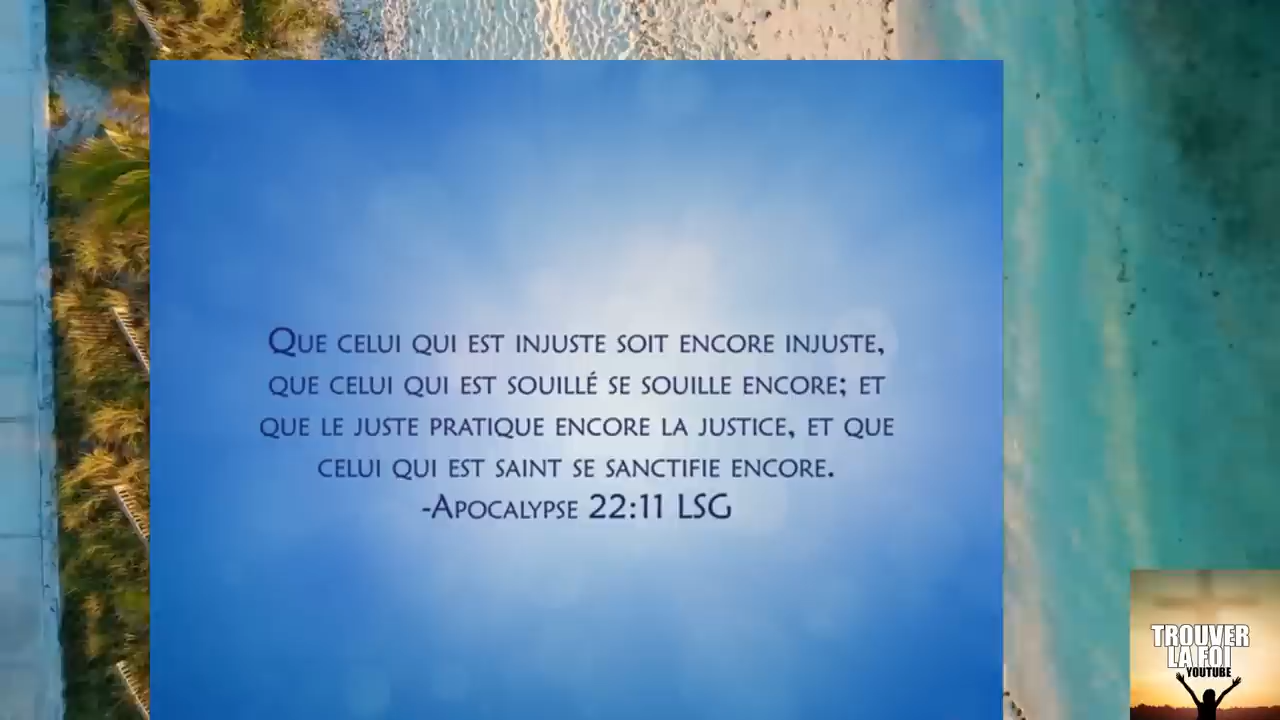 Que celui qui est injuste soit encore injuste,
que celui qui est souillé se souille encore; et
que le juste pratique encore la justice, et que
celui qui est saint se sanctifie encore.
-Apocalypse 22:11 LSG
TROUVER
LA FOI
YOUTUBE